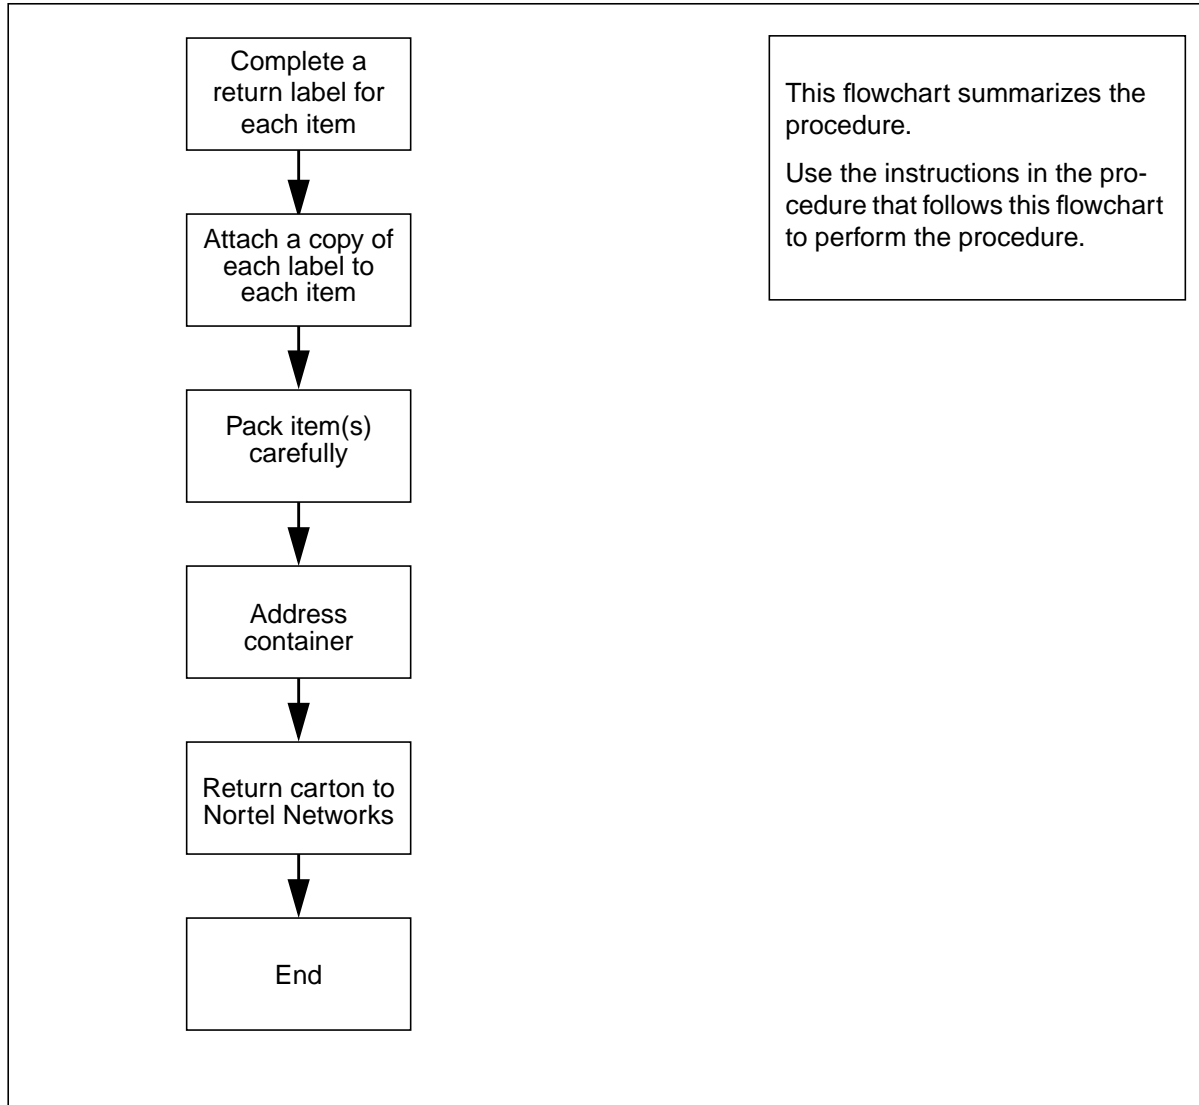 Complete a
return label for
each item
Attach a copy of
each label to
each item
Pack item(s)
carefully
Address
container
Return carton to
Nortel Networks
End
This flowchart summarizes the
procedure.
Use the instructions in the pro-
cedure that follows this flowchart
to perform the procedure.